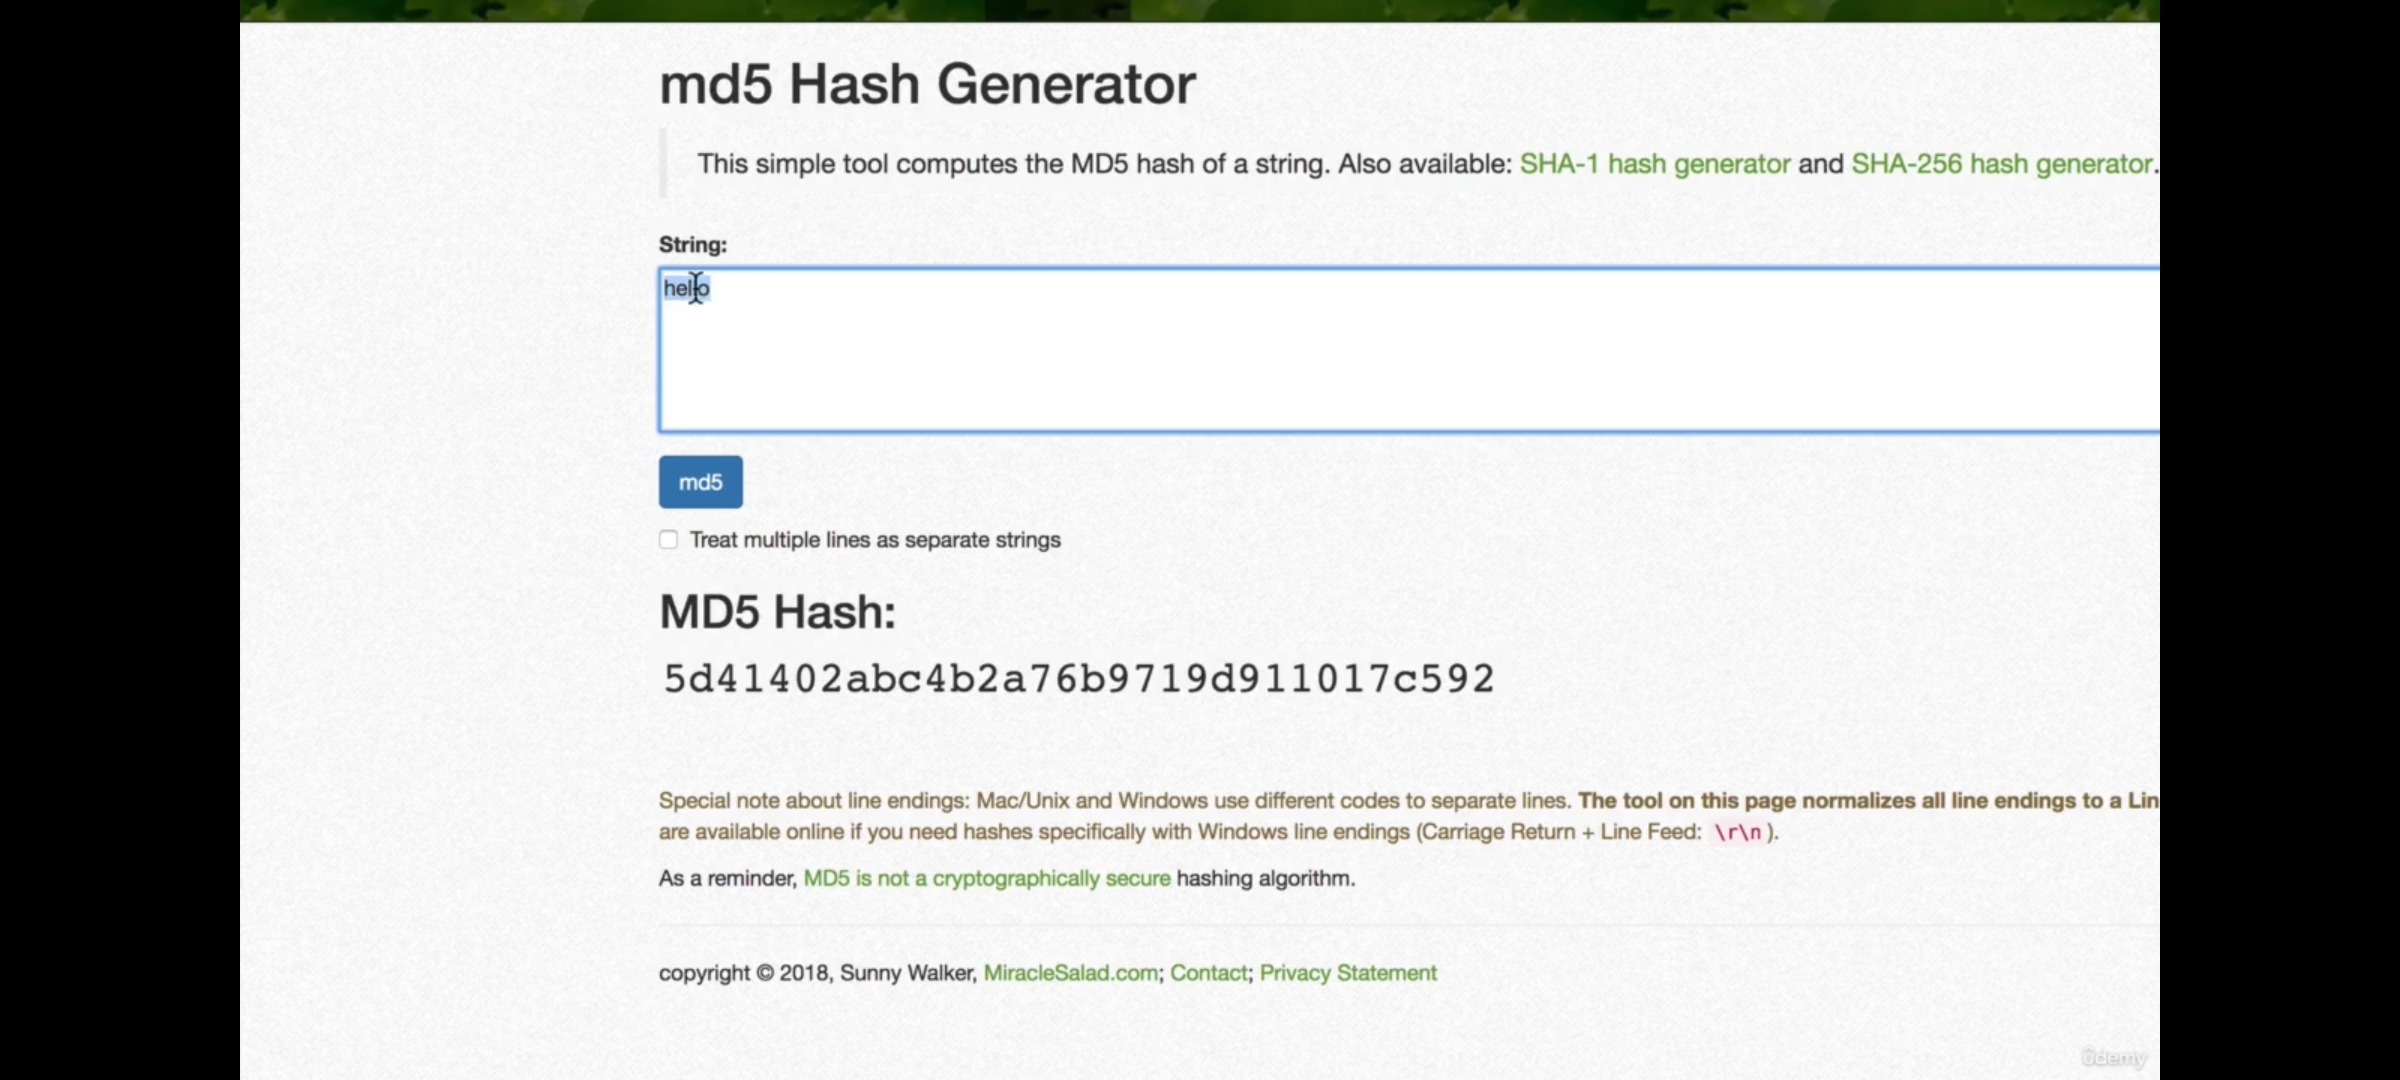 md5 Hash Generator
This simple tool computes the MD5 hash of a string. Also available: SHA-1 hash generator and SHA-256 hash generator.
String:
hello
md5
Treat multiple lines as separate strings
MD5 Hash:
5d41402abc4b2a76b9719d911017c592
Special note about line endings: Mac/Unix and Windows use different codes to separate lines. The tool on this page normalizes all line endings to a Lin
are available online if you need hashes specifically with Windows line endings (Carriage Return + Line Feed: \r\n ).
As a reminder, MD5 is not a cryptographically secure hashing algorithm.
copyright © 2018, Sunny Walker, MiracleSalad.com; Contact; Privacy Statement
ûdemy